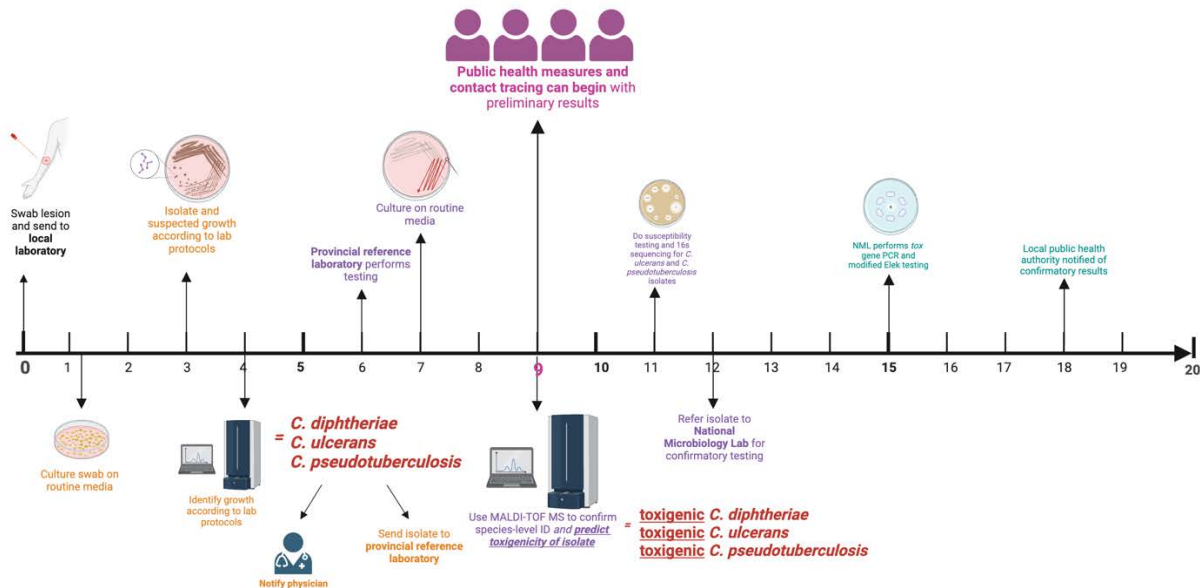 Public health measures and
contact tracing can begin with
preliminary results
Swab lesion
and send to
local
laboratory
Isolate and
suspected growth
according to lab
protocols
Provincial reference
laboratory performs
testing
Culture on routine
media
Do susceptibility
testing and 16s
sequencing for C.
ulcerans and C.
pseudotuberculosis
isolates
NML performs tox
gene PCR and
modified Elek testing
Local public health
authority notified of
confirmatory results
0 1 2 3 4 5 6 7 8 9 10 11 12 13 14 15 16 17 18 19 20
Culture swab on
routine media
Identify growth
according to lab
protocols
= C. diphtheriae
C. ulcerans
C. pseudotuberculosis
Notify physician
Send isolate to
provincial reference
laboratory
Use MALDI-TOF MS to confirm
species-level ID and predict
toxigenicity of isolate
= toxigenic C. diphtheriae
toxigenic C. ulcerans
toxigenic C. pseudotuberculosis
Refer isolate to
National
Microbiology Lab for
confirmatory testing